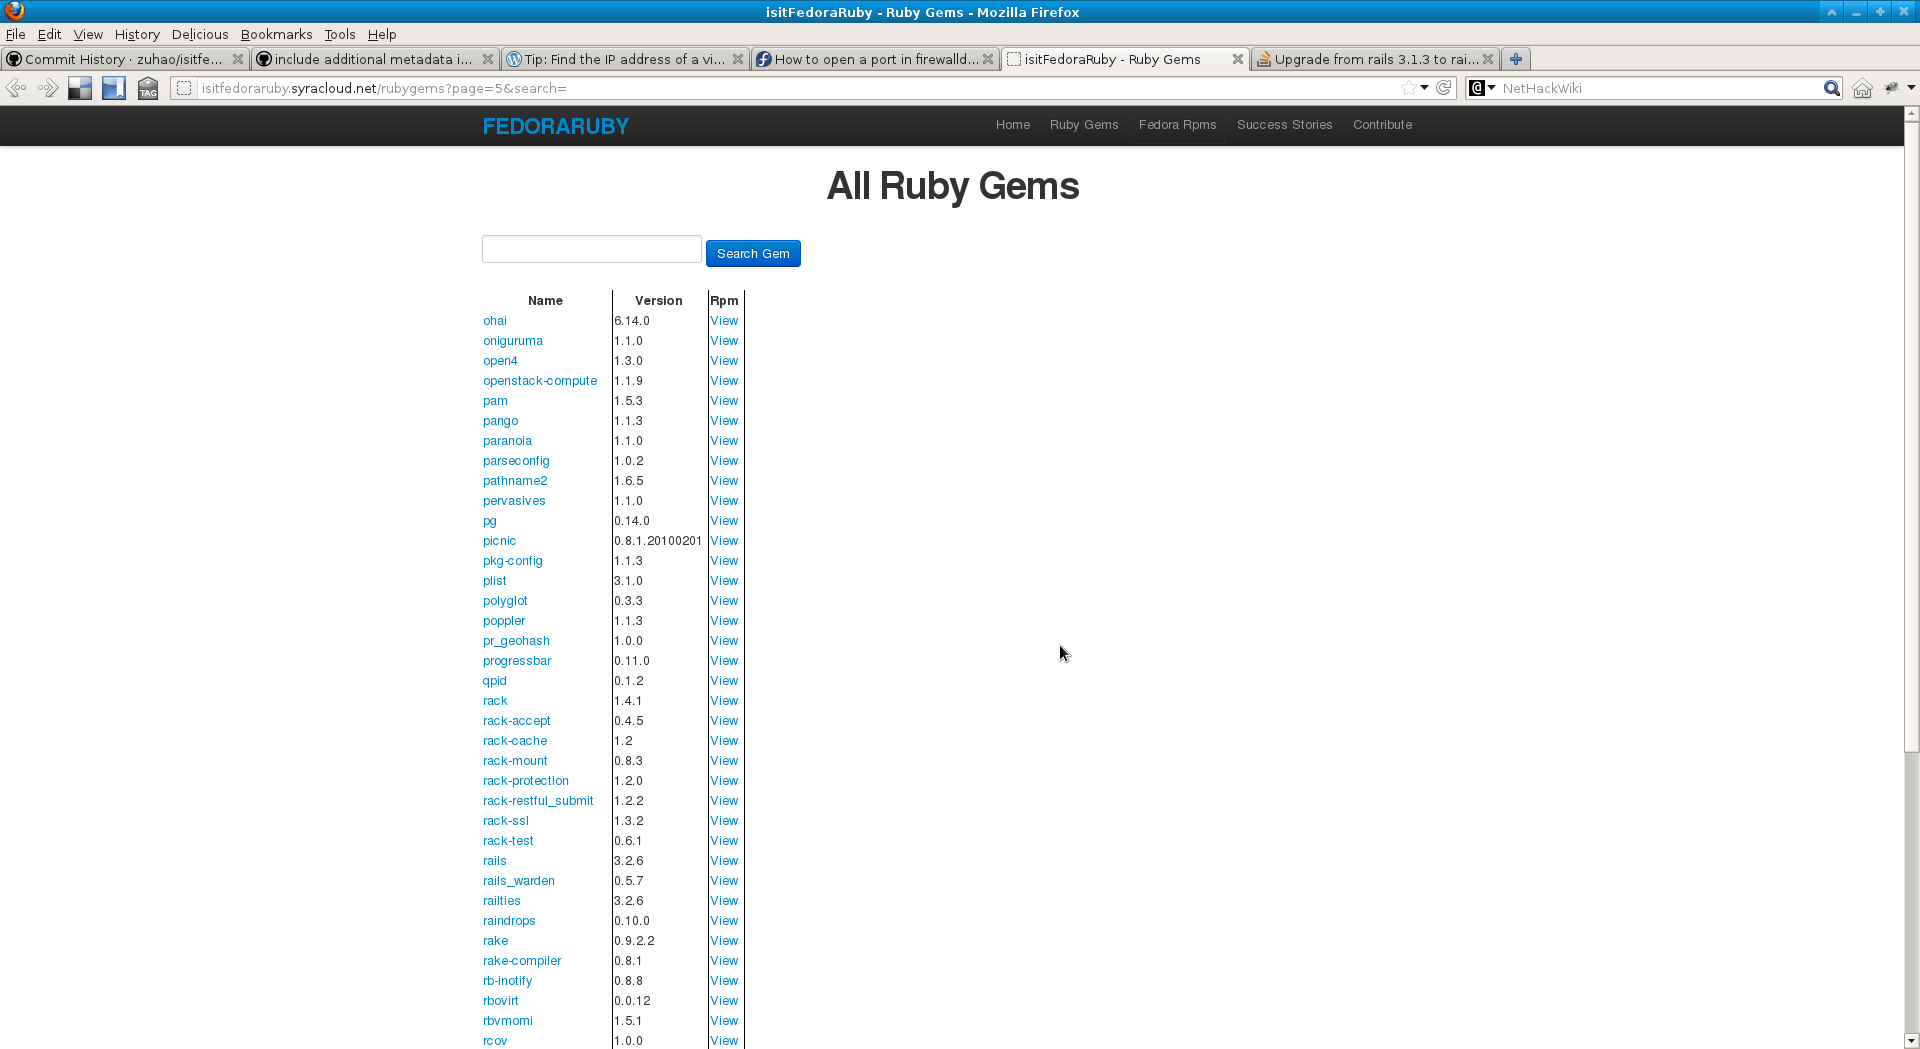 isitFedoraRuby - Ruby Gems - Mozilla Firefox
File Edit View History Delicious Bookmarks Tools Help
Commit History · zuhao/isitfe... include additional metadata i... Tip: Find the IP address of a vi... How to open a port in firewalld... isitFedoraRuby - Ruby Gems Upgrade from rails 3.1.3 to rai...
TAG isitfedoraruby.syracloud.net/rubygems?page=5&search= @ NetHackWiki
FEDORARUBY Home Ruby Gems Fedora Rpms Success Stories Contribute
All Ruby Gems
Search Gem
Name Version Rpm
ohai 6.14.0 View
oniguruma 1.1.0 View
open4 1.3.0 View
openstack-compute 1.1.9 View
pam 1.5.3 View
pango 1.1.3 View
paranoia 1.1.0 View
parseconfig 1.0.2 View
pathname2 1.6.5 View
pervasives 1.1.0 View
pg 0.14.0 View
picnic 0.8.1.20100201 View
pkg-config 1.1.3 View
plist 3.1.0 View
polyglot 0.3.3 View
poppler 1.1.3 View
pr_geohash 1.0.0 View
progressbar 0.11.0 View
qpid 0.1.2 View
rack 1.4.1 View
rack-accept 0.4.5 View
rack-cache 1.2 View
rack-mount 0.8.3 View
rack-protection 1.2.0 View
rack-restful_submit 1.2.2 View
rack-ssl 1.3.2 View
rack-test 0.6.1 View
rails 3.2.6 View
rails_warden 0.5.7 View
railties 3.2.6 View
raindrops 0.10.0 View
rake 0.9.2.2 View
rake-compiler 0.8.1 View
rb-inotify 0.8.8 View
rbovirt 0.0.12 View
rbvmomi 1.5.1 View
rcov 1.0.0 View